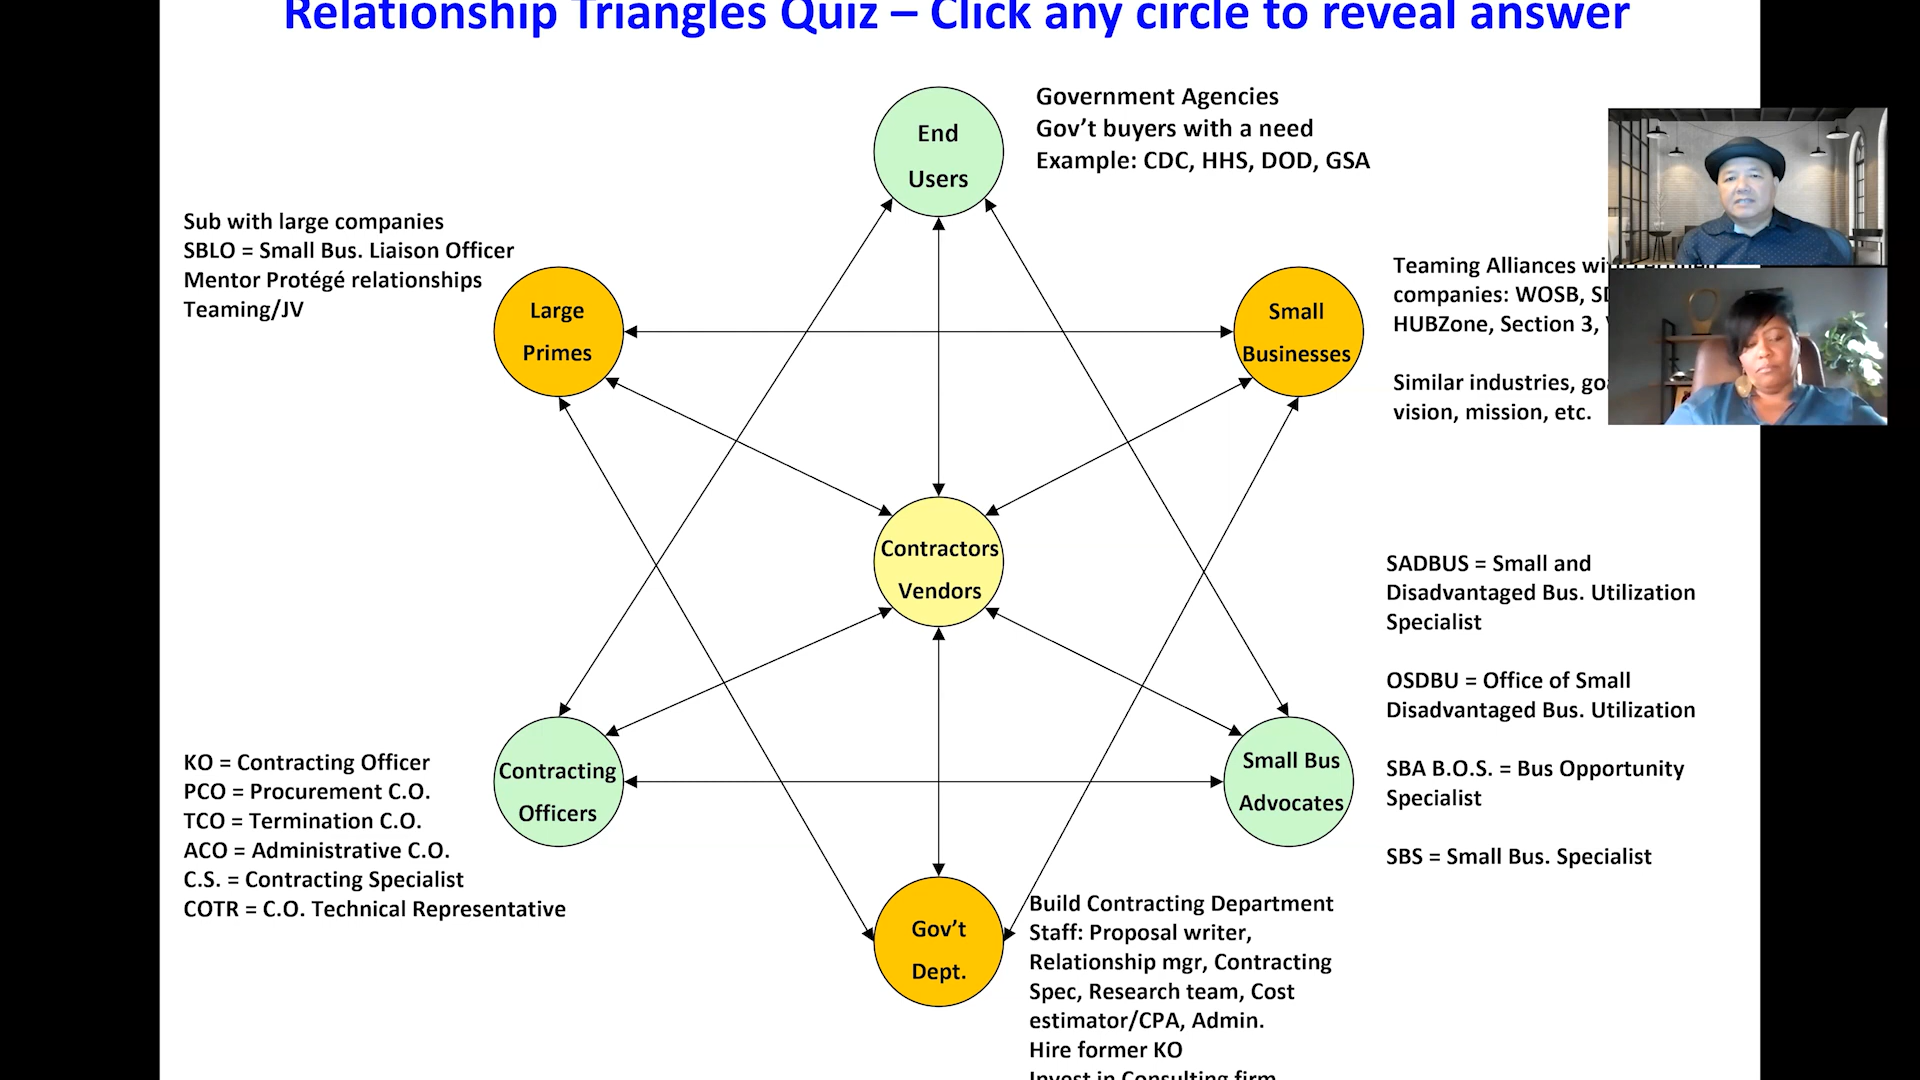 Relationship Triangles Quiz – Click any circle to reveal answer
Government Agencies
Gov’t buyers with a need
Example: CDC, HHS, DOD, GSA
End
Users
Sub with large companies
SBLO = Small Bus. Liaison Officer
Mentor Protégé relationships
Teaming/JV
Large
Primes
Small
Businesses
Teaming Alliances
companies: WOSB,
HUBZone, Section 3,
Similar industries,
vision, mission, etc.
Contractors
Vendors
SADBUS = Small and
Disadvantaged Bus. Utilization
Specialist
OSDBU = Office of Small
Disadvantaged Bus. Utilization
SBA B.O.S. = Bus Opportunity
Specialist
SBS = Small Bus. Specialist
Small Bus
Advocates
Contracting
Officers
KO = Contracting Officer
PCO = Procurement C.O.
TCO = Termination C.O.
ACO = Administrative C.O.
C.S. = Contracting Specialist
COTR = C.O. Technical Representative
Gov’t
Dept.
Build Contracting Department
Staff: Proposal writer,
Relationship mgr, Contracting
Spec, Research team, Cost
estimator/CPA, Admin.
Hire former KO
Invest in Consulting firm